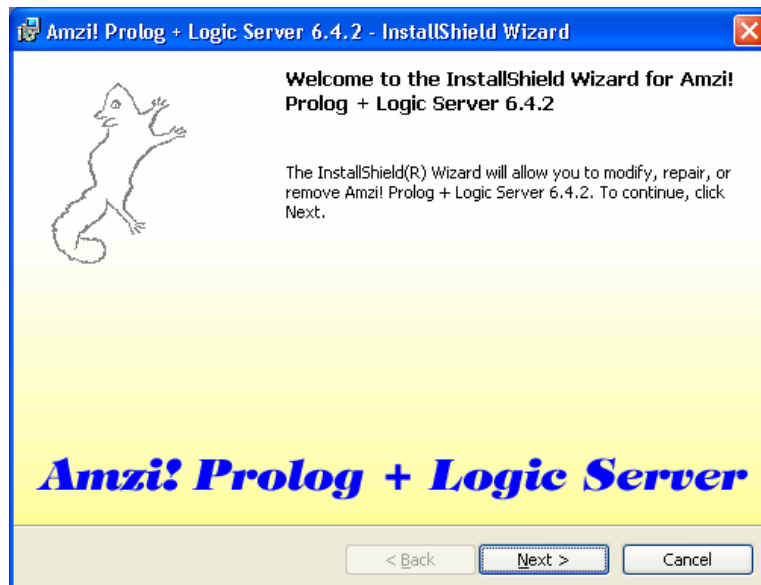 Amzi! Prolog + Logic Server 6.4.2 - InstallShield Wizard
Welcome to the InstallShield Wizard for Amzi!
Prolog + Logic Server 6.4.2
The InstallShield(R) Wizard will allow you to modify, repair, or
remove Amzi! Prolog + Logic Server 6.4.2. To continue, click
Next.
Amzi! Prolog + Logic Server
< Back
Next >
Cancel